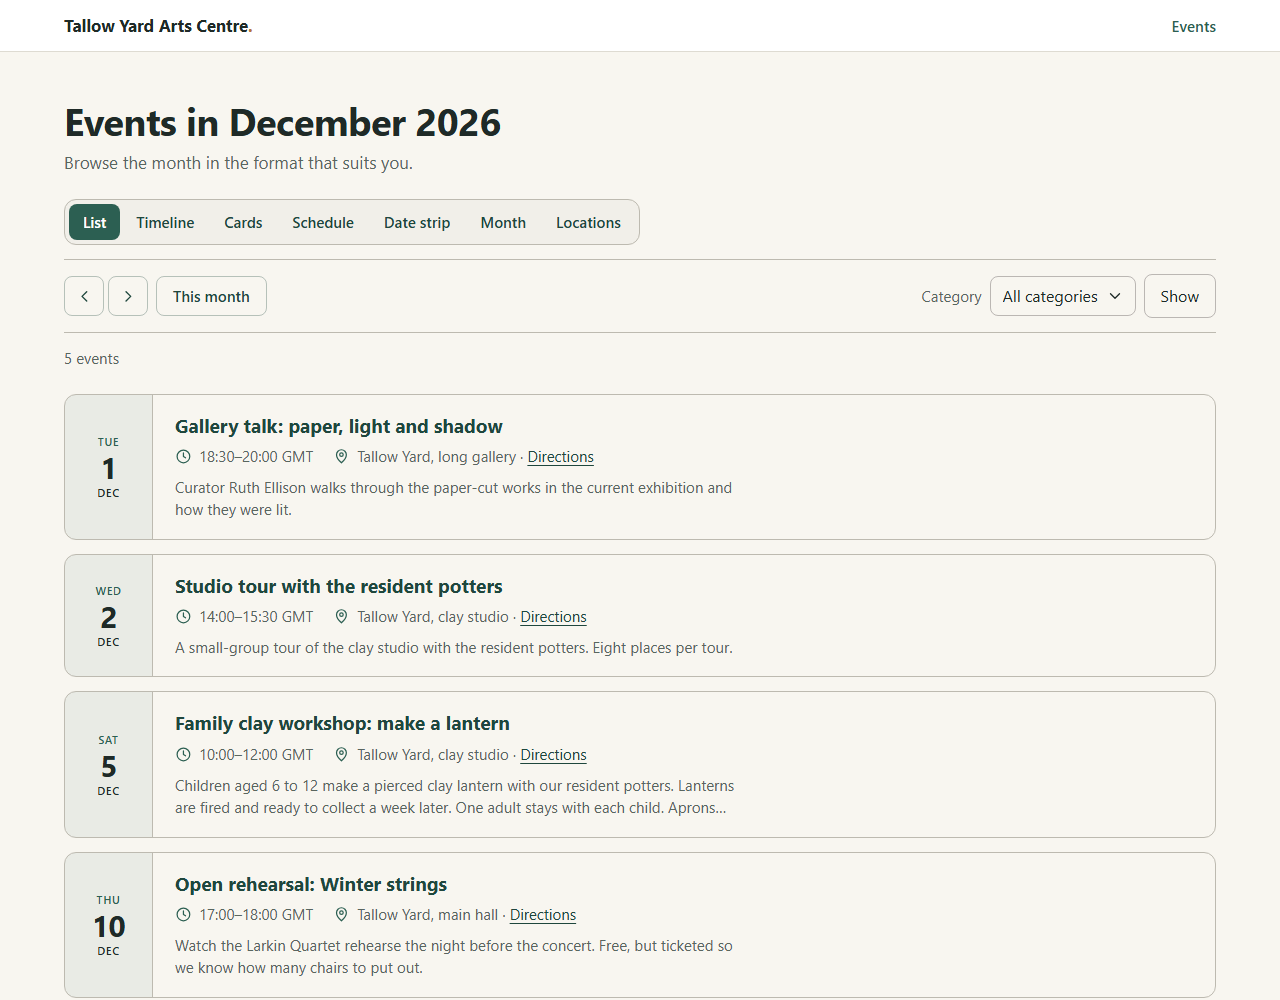 Tallow Yard Arts Centre.
Events
Events in December 2026
Browse the month in the format that suits you.
List
Timeline
Cards
Schedule
Date strip
Month
Locations
This month
Category
All categories
Show
5 events
TUE
1
DEC
Gallery talk: paper, light and shadow
18:30–20:00 GMT
Tallow Yard, long gallery · Directions
Curator Ruth Ellison walks through the paper-cut works in the current exhibition and
how they were lit.
WED
2
DEC
Studio tour with the resident potters
14:00–15:30 GMT
Tallow Yard, clay studio · Directions
A small-group tour of the clay studio with the resident potters. Eight places per tour.
SAT
5
DEC
Family clay workshop: make a lantern
10:00–12:00 GMT
Tallow Yard, clay studio · Directions
Children aged 6 to 12 make a pierced clay lantern with our resident potters. Lanterns
are fired and ready to collect a week later. One adult stays with each child. Aprons…
THU
10
DEC
Open rehearsal: Winter strings
17:00–18:00 GMT
Tallow Yard, main hall · Directions
Watch the Larkin Quartet rehearse the night before the concert. Free, but ticketed so
we know how many chairs to put out.